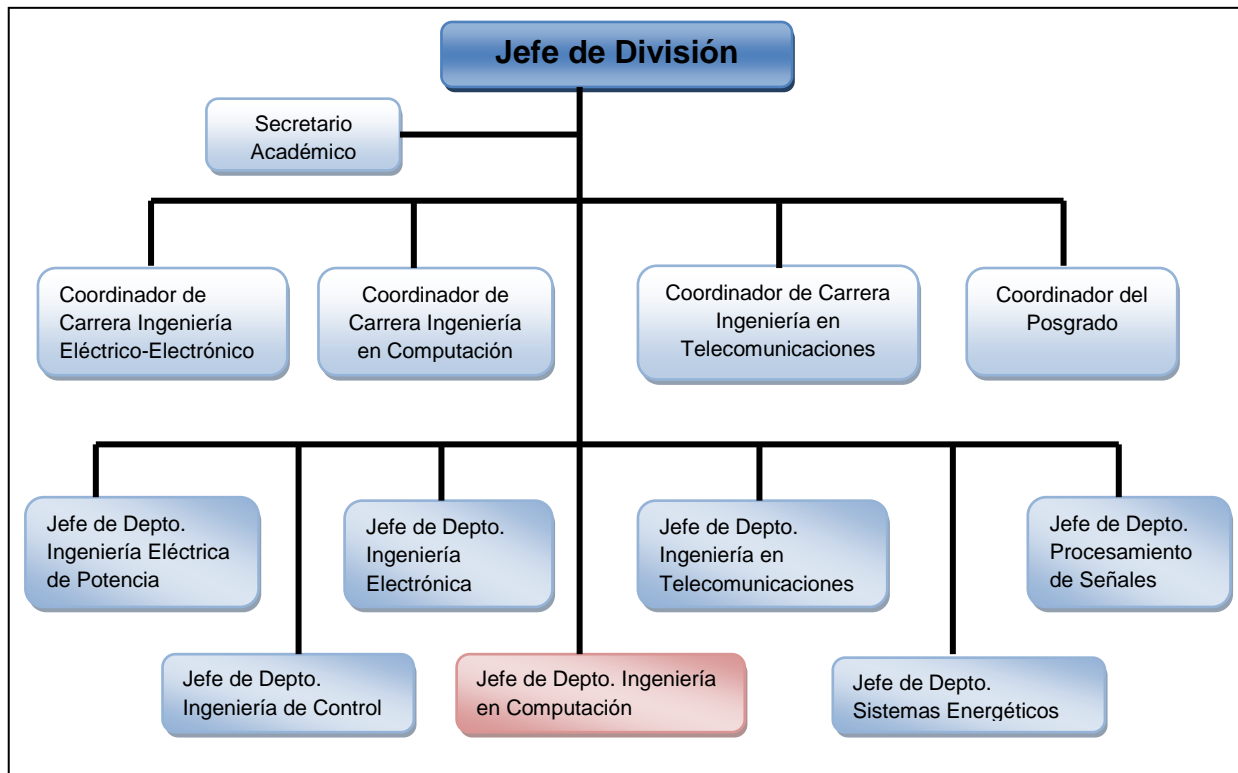 Jefe de División
Secretario
Académico
Coordinador de
Carrera Ingeniería
Eléctrico-Electrónico
Coordinador de
Carrera Ingeniería
en Computación
Coordinador de Carrera
Ingeniería en
Telecomunicaciones
Coordinador del
Posgrado
Jefe de Depto.
Ingeniería Eléctrica
de Potencia
Jefe de Depto.
Ingeniería
Electrónica
Jefe de Depto.
Ingeniería en
Telecomunicaciones
Jefe de Depto.
Procesamiento
de Señales
Jefe de Depto.
Ingeniería de Control
Jefe de Depto. Ingeniería
en Computación
Jefe de Depto.
Sistemas Energéticos